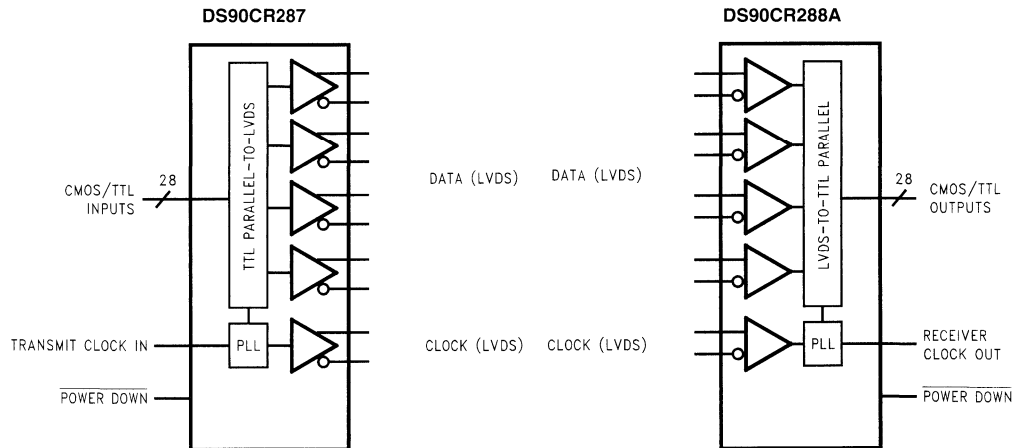 DS90CR287
DS90CR288A
TTL PARALLEL-TO-LVDS
28
CMOS/TTL
INPUTS
DATA (LVDS)
TRANSMIT CLOCK IN
PLL
CLOCK (LVDS)
POWER DOWN
DATA (LVDS)
LVDS-TO-TTL PARALLEL
28
CMOS/TTL
OUTPUTS
CLOCK (LVDS)
PLL
RECEIVER
CLOCK OUT
POWER DOWN